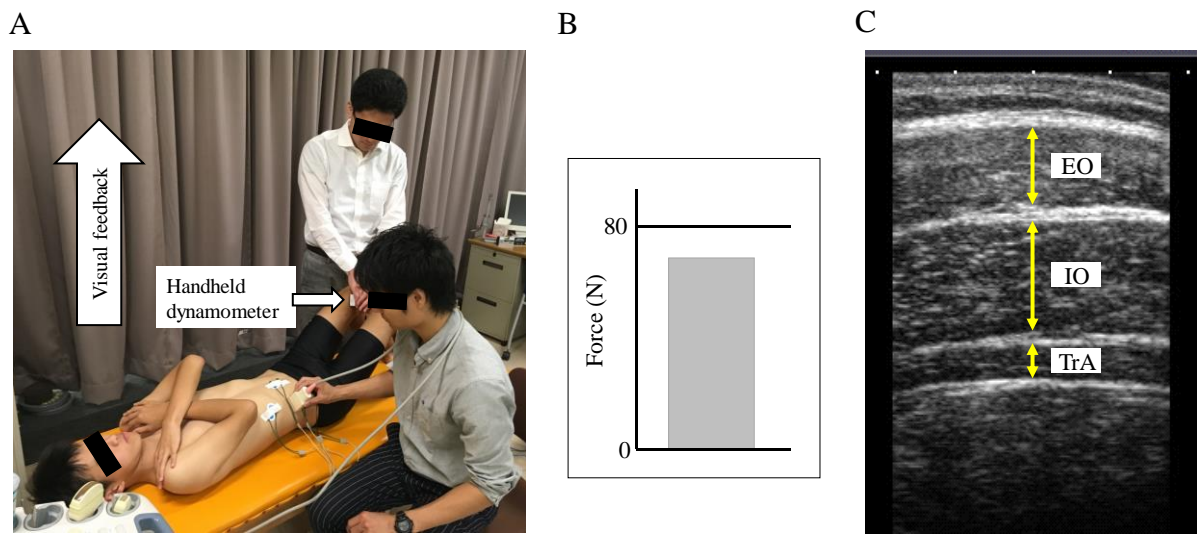 A
B
C
Visual feedback
Handheld
dynamometer
80
Force (N)
0
EO
IO
TrA